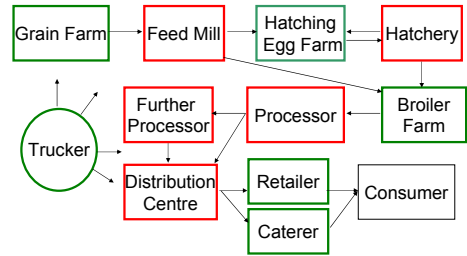 Grain Farm
Feed Mill
Hatching
Egg Farm
Hatchery
Further
Processor
Processor
Broiler
Farm
Trucker
Distribution
Centre
Retailer
Consumer
Caterer